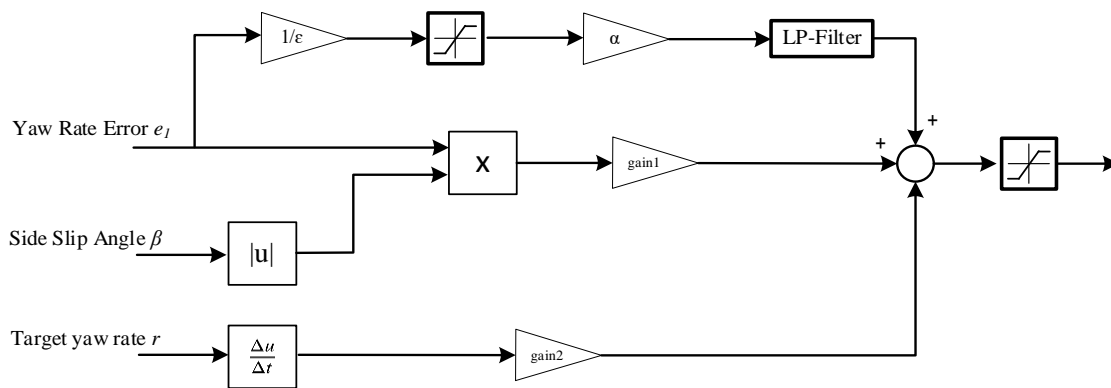 1/ε
α
LP-Filter
+
Yaw Rate Error e₁
+
X
gain1
Side Slip Angle β
|u|
Target yaw rate r
Δu
Δt
gain2